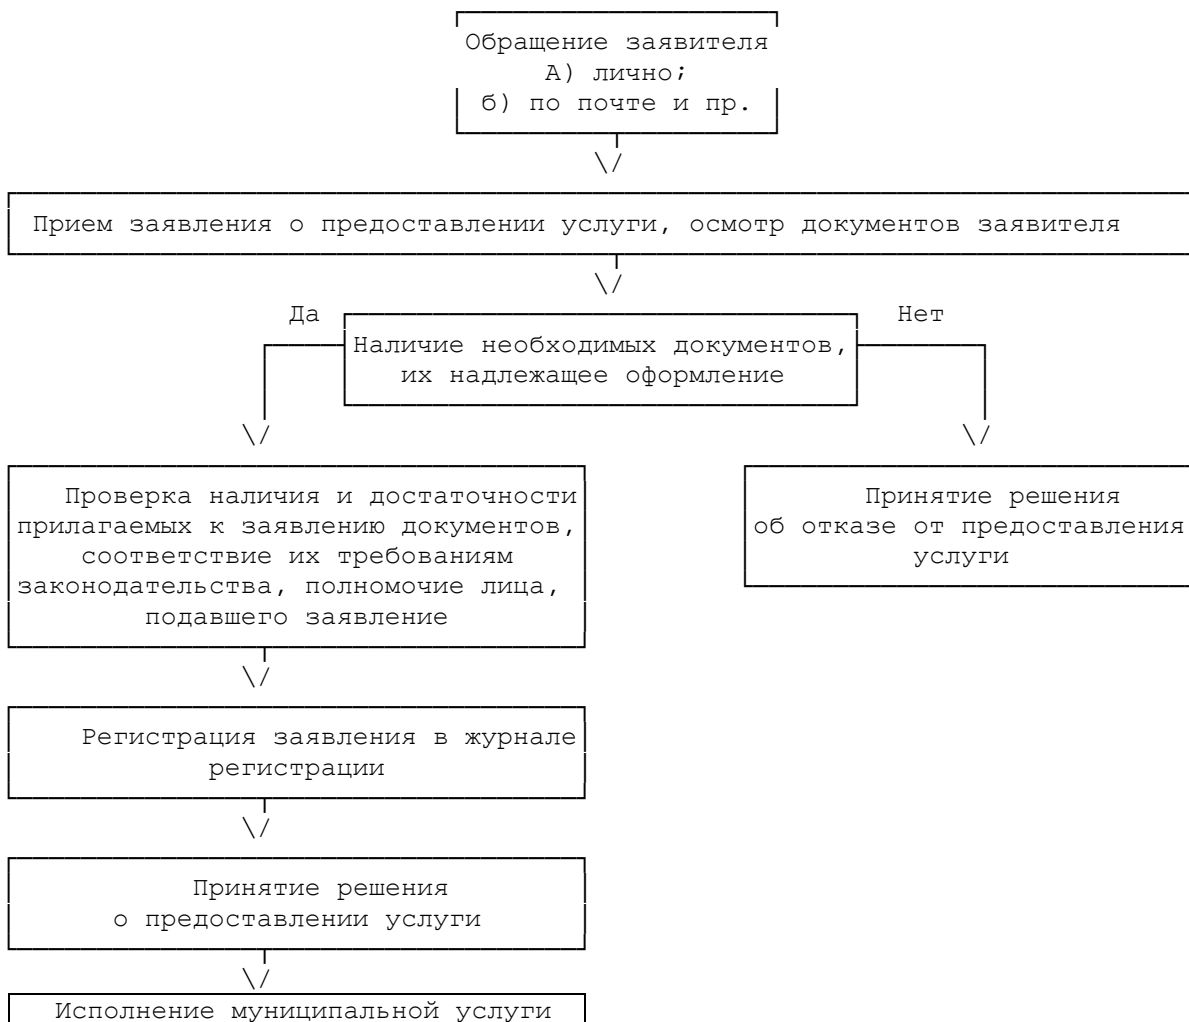 Обращение заявителя
А) лично;
б) по почте и пр.
\/
Прием заявления о предоставлении услуги, осмотр документов заявителя
\/
Да
Нет
Наличие необходимых документов,
их надлежащее оформление
\/
\/
Проверка наличия и достаточности
прилагаемых к заявлению документов,
соответствие их требованиям
законодательства, полномочие лица,
подавшего заявление
Принятие решения
об отказе от предоставления
услуги
\/
Регистрация заявления в журнале
регистрации
\/
Принятие решения
о предоставлении услуги
\/
Исполнение муниципальной услуги